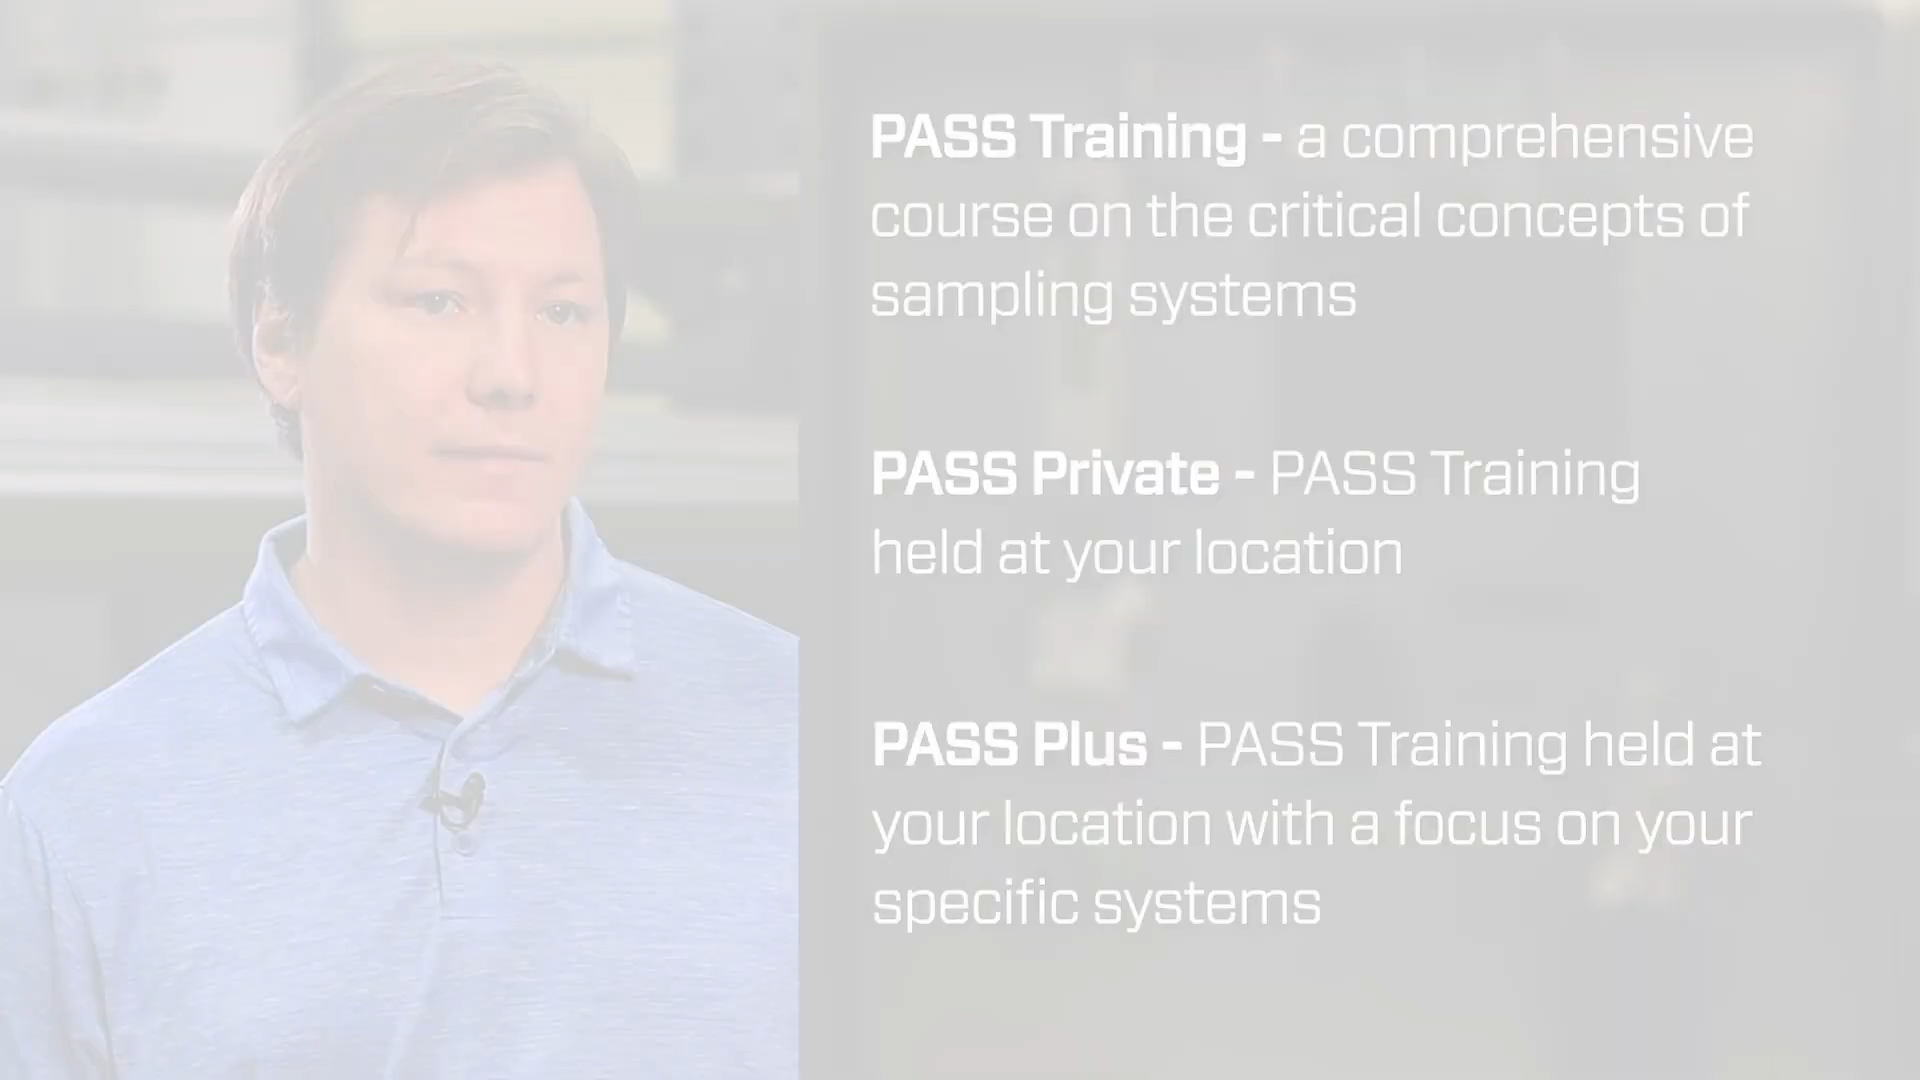 PASS Training - a comprehensive
course on the critical concepts of
sampling systems
PASS Private - PASS Training
held at your location
PASS Plus - PASS Training held at
your location with a focus on your
specific systems